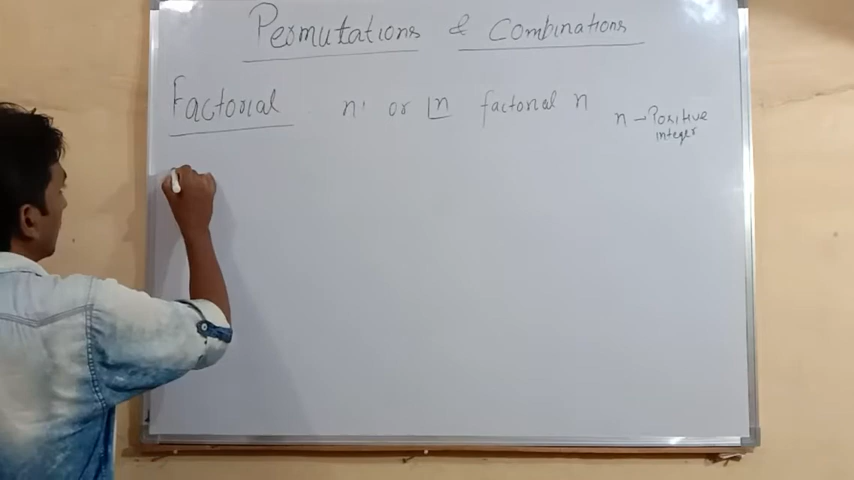 Permutations & Combinations
Factorial n! or |n factorial n n → Positive
integer